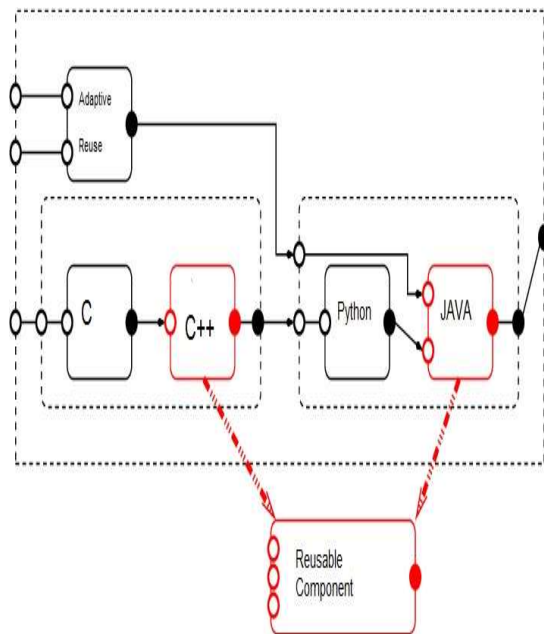 Adaptive
Reuse
C
C++
Python
JAVA
Reusable
Component